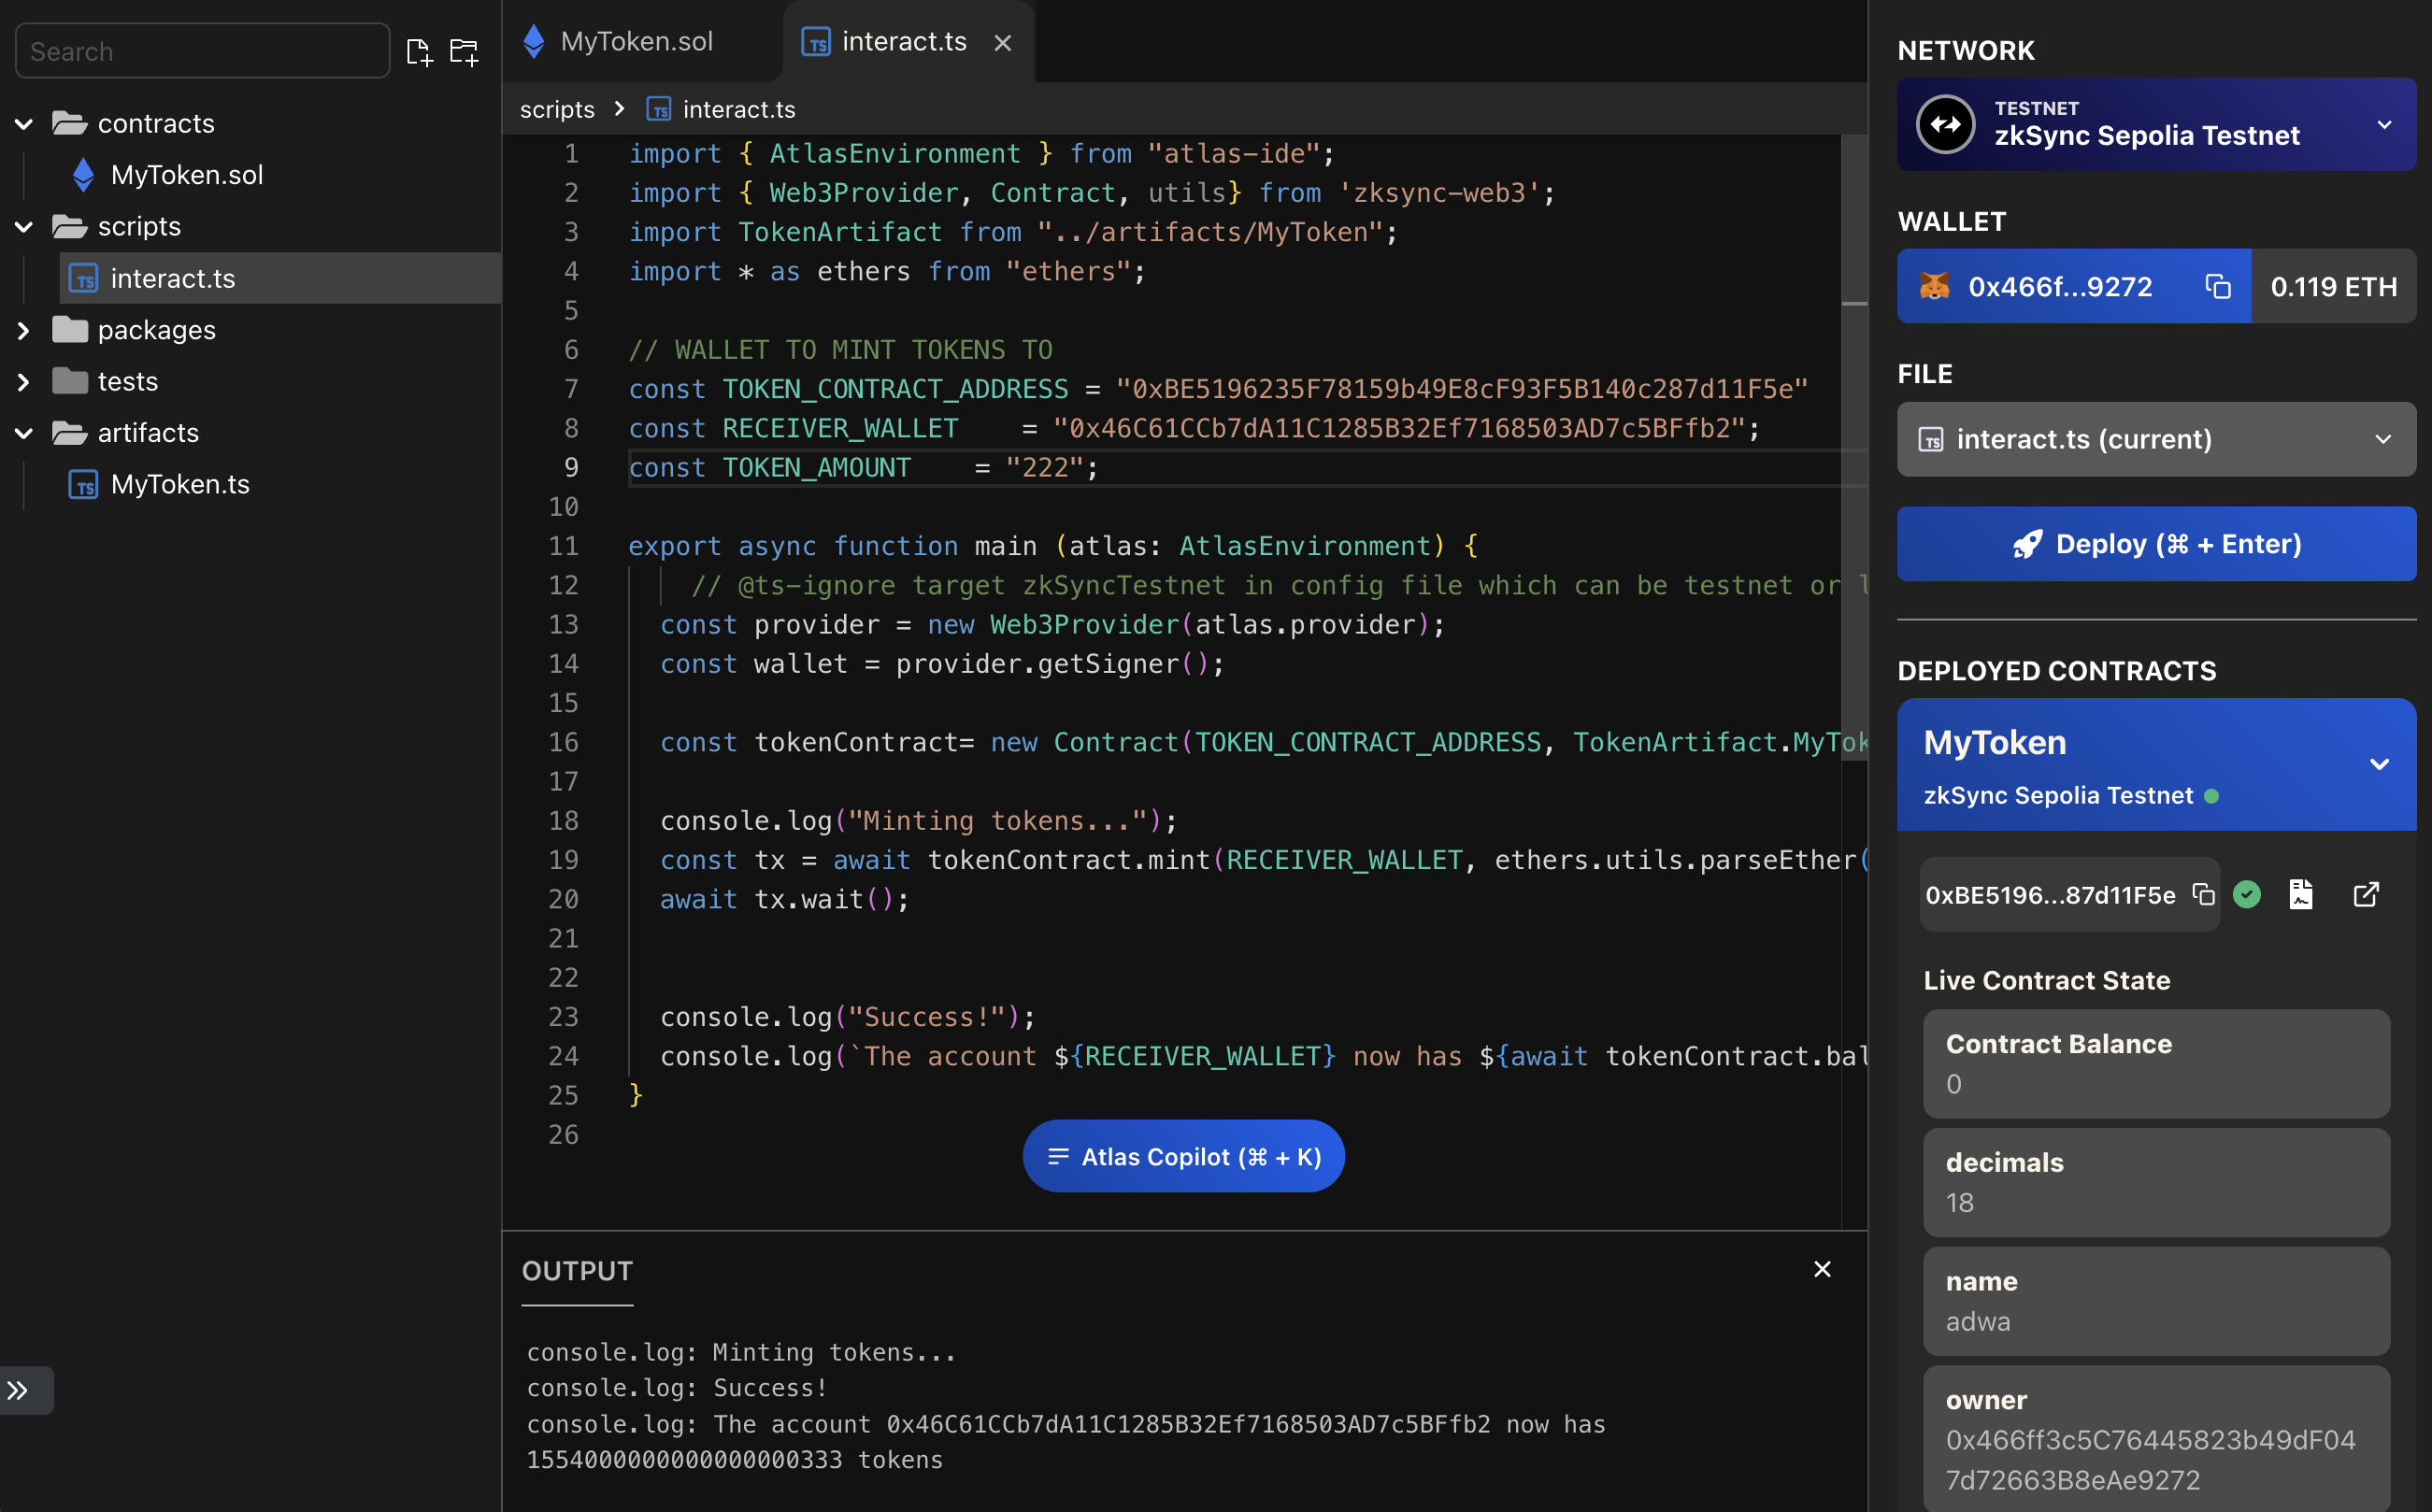 Search
contracts
MyToken.sol
scripts
interact.ts
packages
tests
artifacts
MyToken.ts
MyToken.sol
interact.ts
scripts > interact.ts
1 import { AtlasEnvironment } from "atlas-ide";
2 import { Web3Provider, Contract, utils} from 'zksync-web3';
3 import TokenArtifact from "../artifacts/MyToken";
4 import * as ethers from "ethers";
5
6 // WALLET TO MINT TOKENS TO
7 const TOKEN_CONTRACT_ADDRESS = "0xBE5196235F78159b49E8cF93F5B140c287d11F5e"
8 const RECEIVER_WALLET    = "0x46C61CCb7dA11C1285B32Ef7168503AD7c5BFfb2";
9 const TOKEN_AMOUNT    = "222";
10
11 export async function main (atlas: AtlasEnvironment) {
12     // @ts-ignore target zkSyncTestnet in config file which can be testnet or l
13   const provider = new Web3Provider(atlas.provider);
14   const wallet = provider.getSigner();
15
16   const tokenContract= new Contract(TOKEN_CONTRACT_ADDRESS, TokenArtifact.MyTok
17
18   console.log("Minting tokens...");
19   const tx = await tokenContract.mint(RECEIVER_WALLET, ethers.utils.parseEther(
20   await tx.wait();
21
22
23   console.log("Success!");
24   console.log(`The account ${RECEIVER_WALLET} now has ${await tokenContract.bal
25 }
26
Atlas Copilot (⌘ + K)
OUTPUT
console.log: Minting tokens...
console.log: Success!
console.log: The account 0x46C61CCb7dA11C1285B32Ef7168503AD7c5BFfb2 now has
1554000000000000000333 tokens
NETWORK
TESTNET
zkSync Sepolia Testnet
WALLET
0x466f...9272
0.119 ETH
FILE
interact.ts (current)
Deploy (⌘ + Enter)
DEPLOYED CONTRACTS
MyToken
zkSync Sepolia Testnet
0xBE5196...87d11F5e
Live Contract State
Contract Balance
0
decimals
18
name
adwa
owner
0x466ff3c5C76445823b49dF04
7d72663B8eAe9272